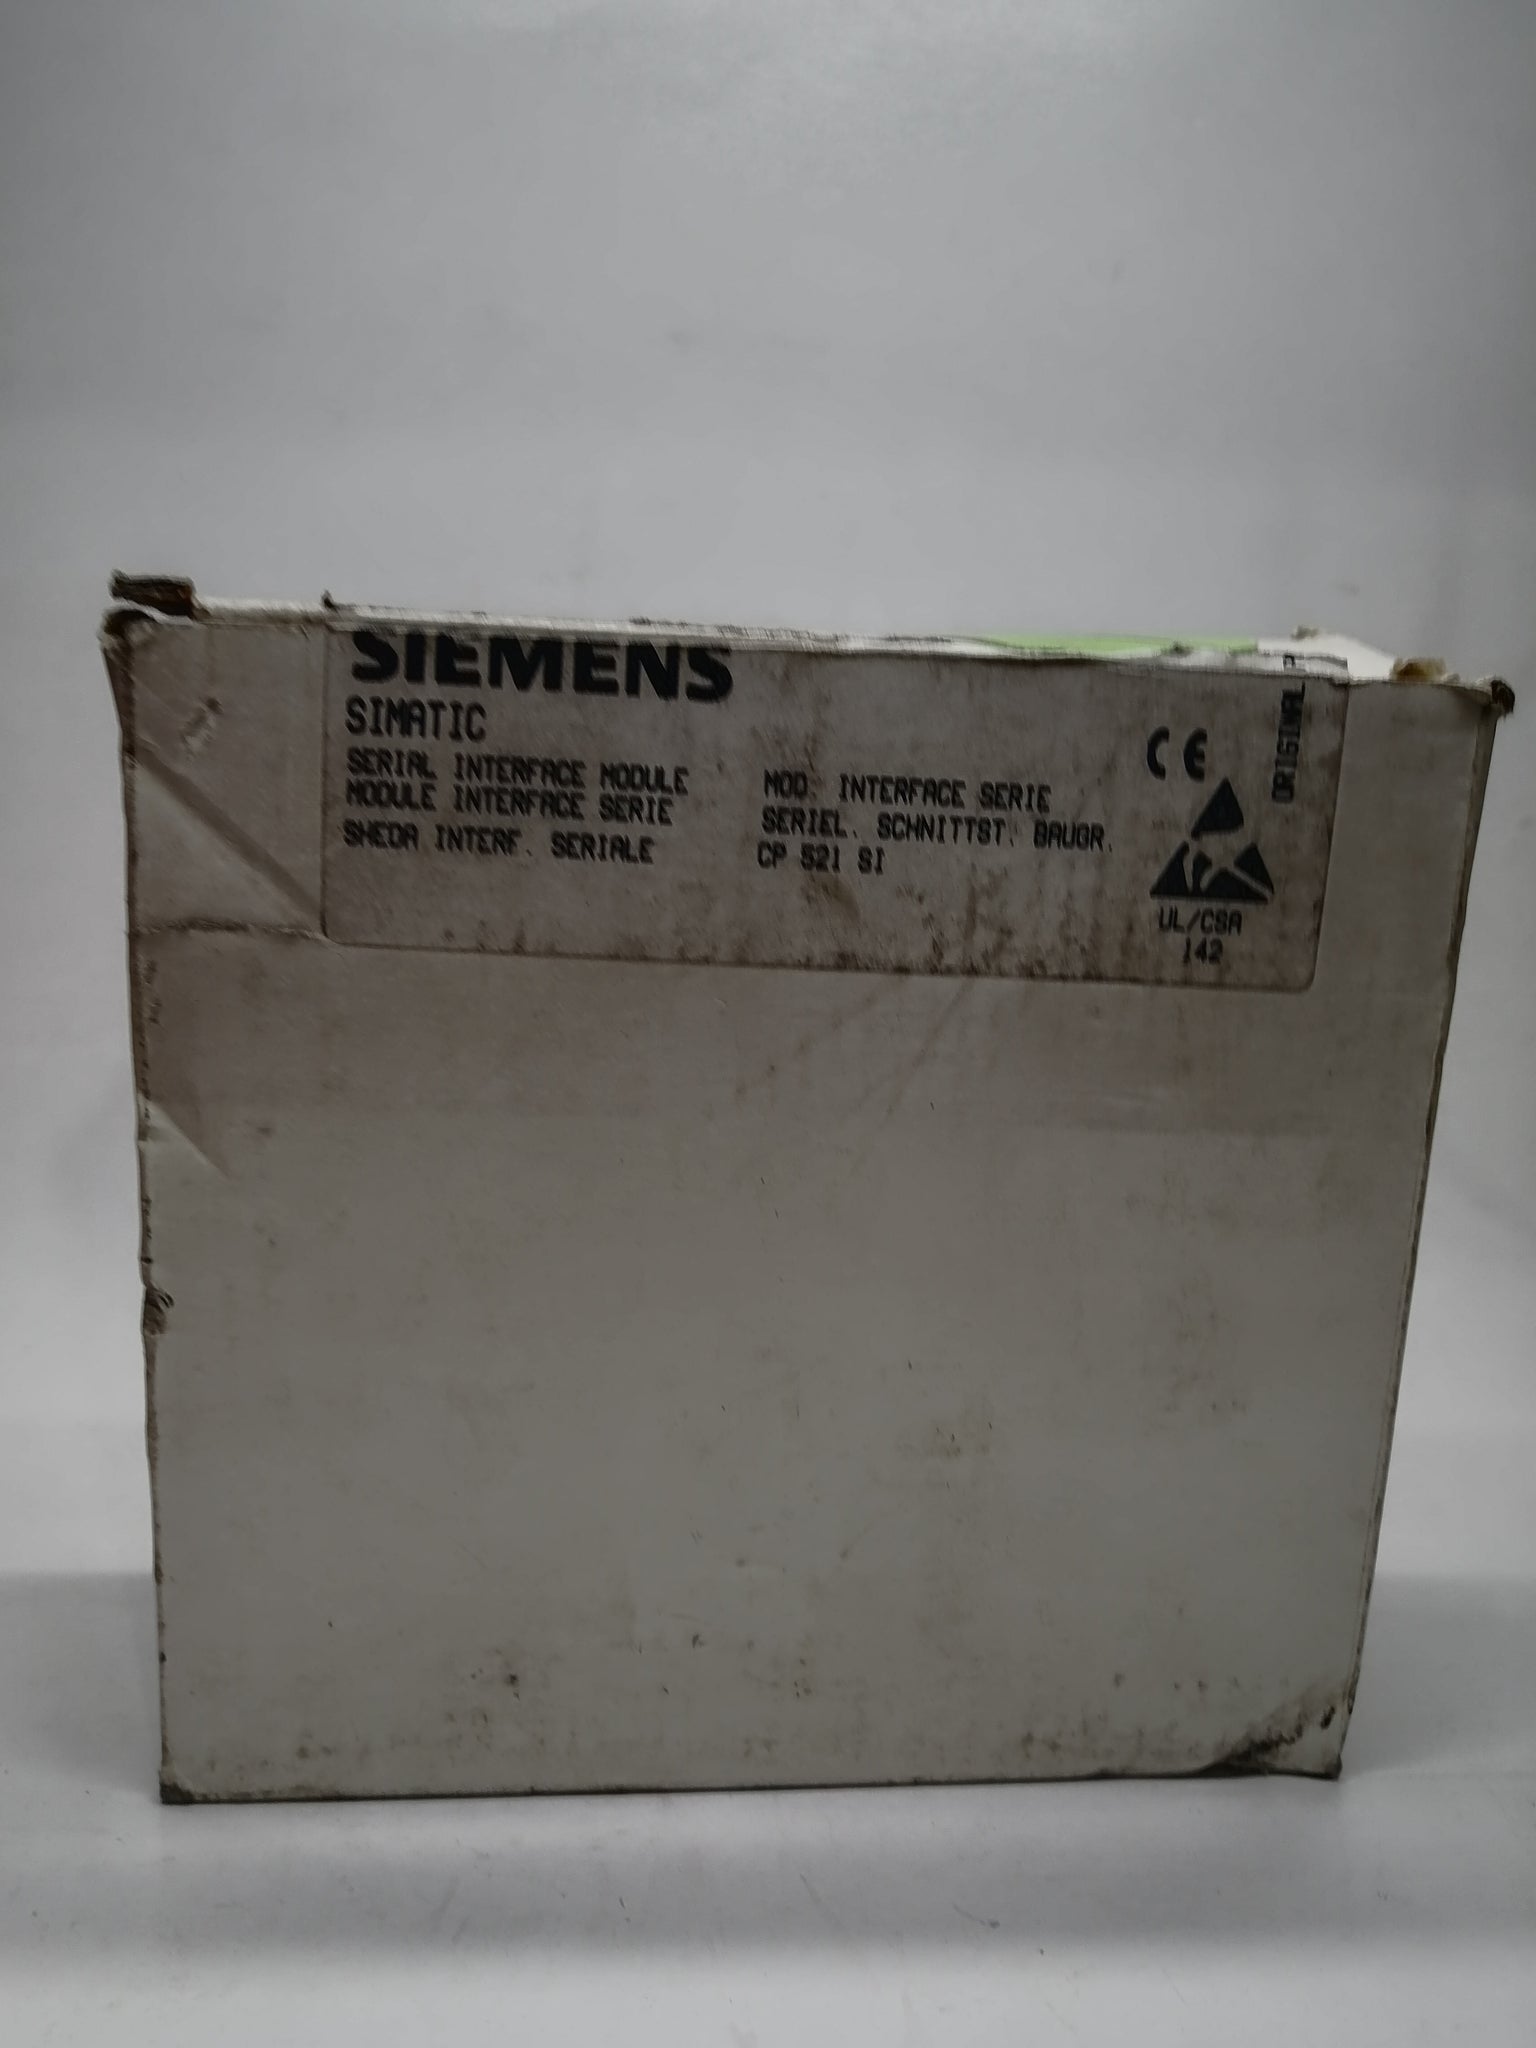 SIEMENS
SIMATIC
SERIAL INTERFACE MODULE
MODULE INTERFACE SERIE
SHEDA INTERF. SERIALE
MOD. INTERFACE SERIE
SERIEL. SCHNITTST. BAUGR.
CP 521 SI
CE
UL/CSA
142
ORIGINAL